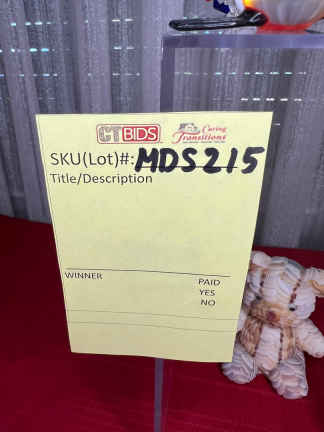 CTBIDS Caring Transitions
SKU(Lot)#: MDS215
Title/Description
WINNER PAID
YES
NO